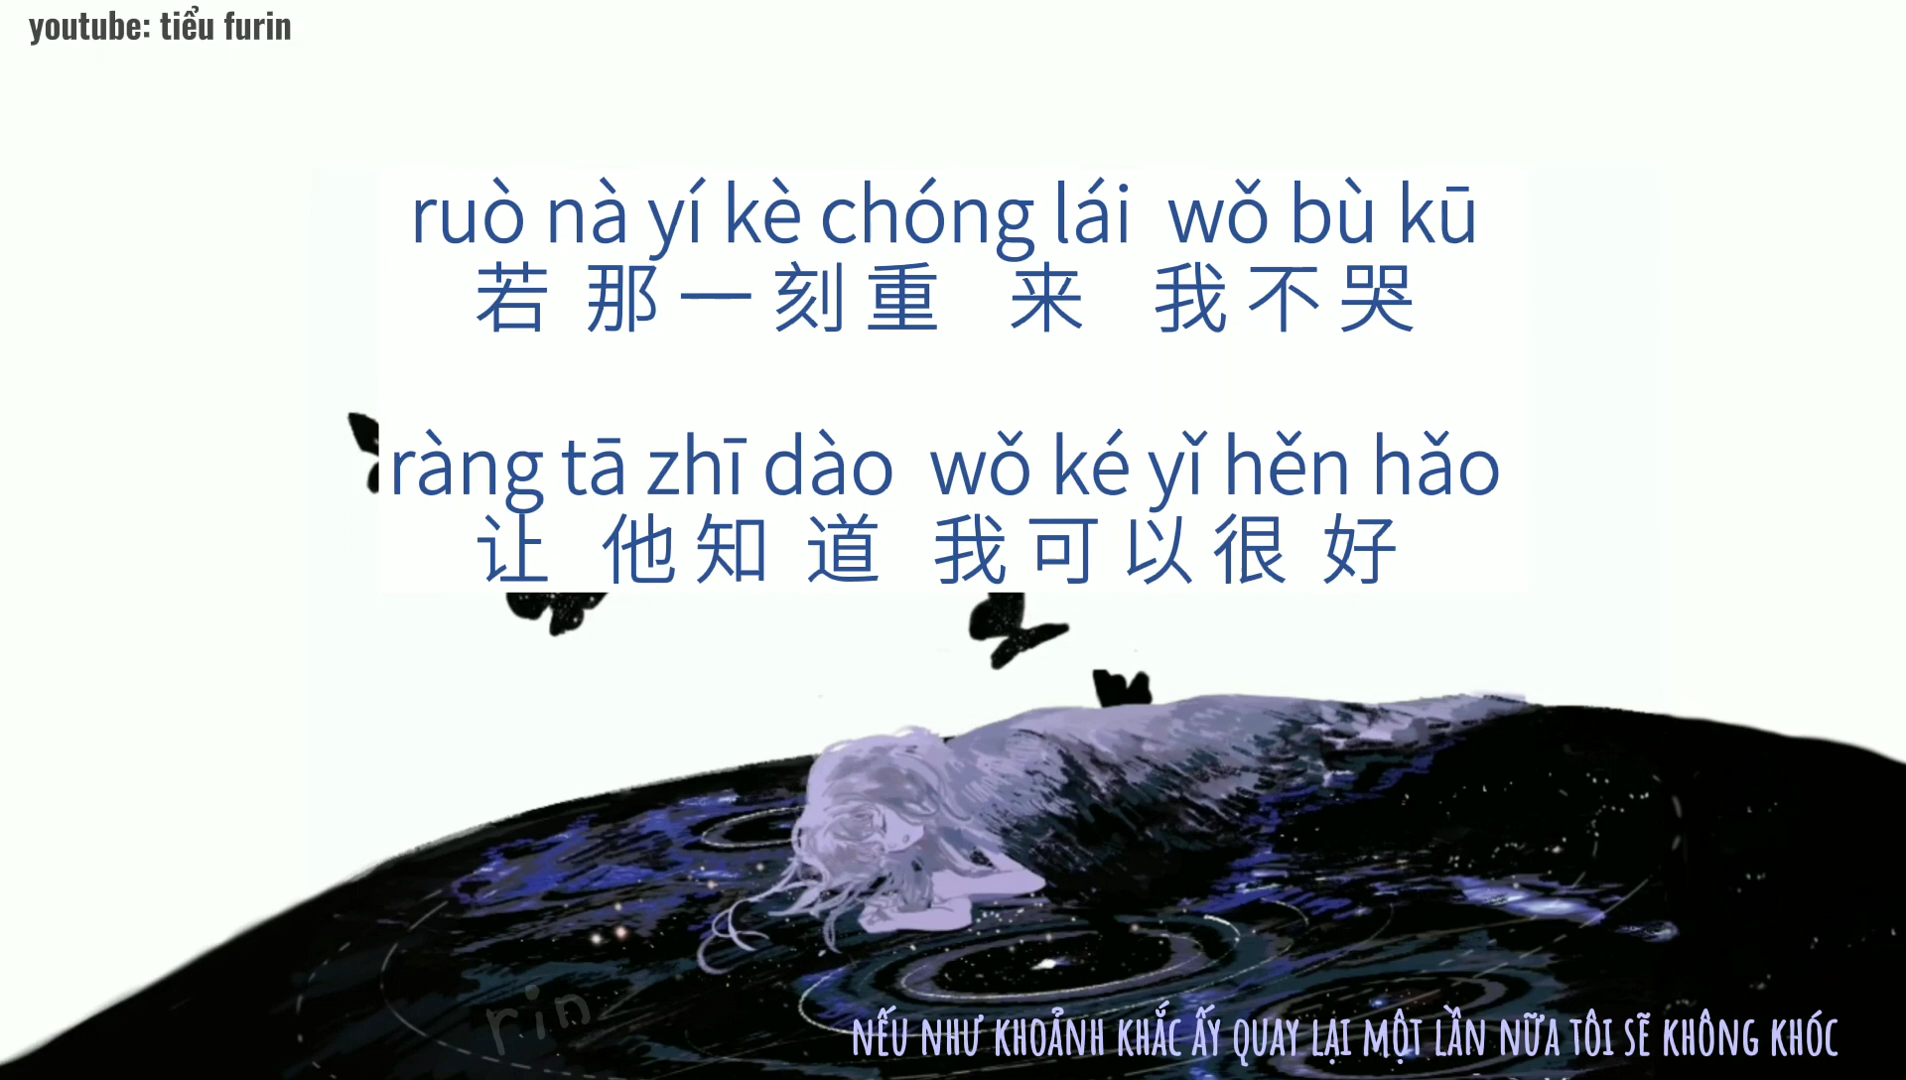 youtube: tiểu furin
ruò nà yí kè chóng lái wǒ bù kū
若 那 一 刻 重 来 我 不 哭
ràng tā zhī dào wǒ ké yǐ hěn hǎo
让 他 知 道 我 可 以 很 好
rin
NẾU NHƯ KHOẢNH KHẮC ẤY QUAY LẠI MỘT LẦN NỮA TÔI SẼ KHÔNG KHÓC